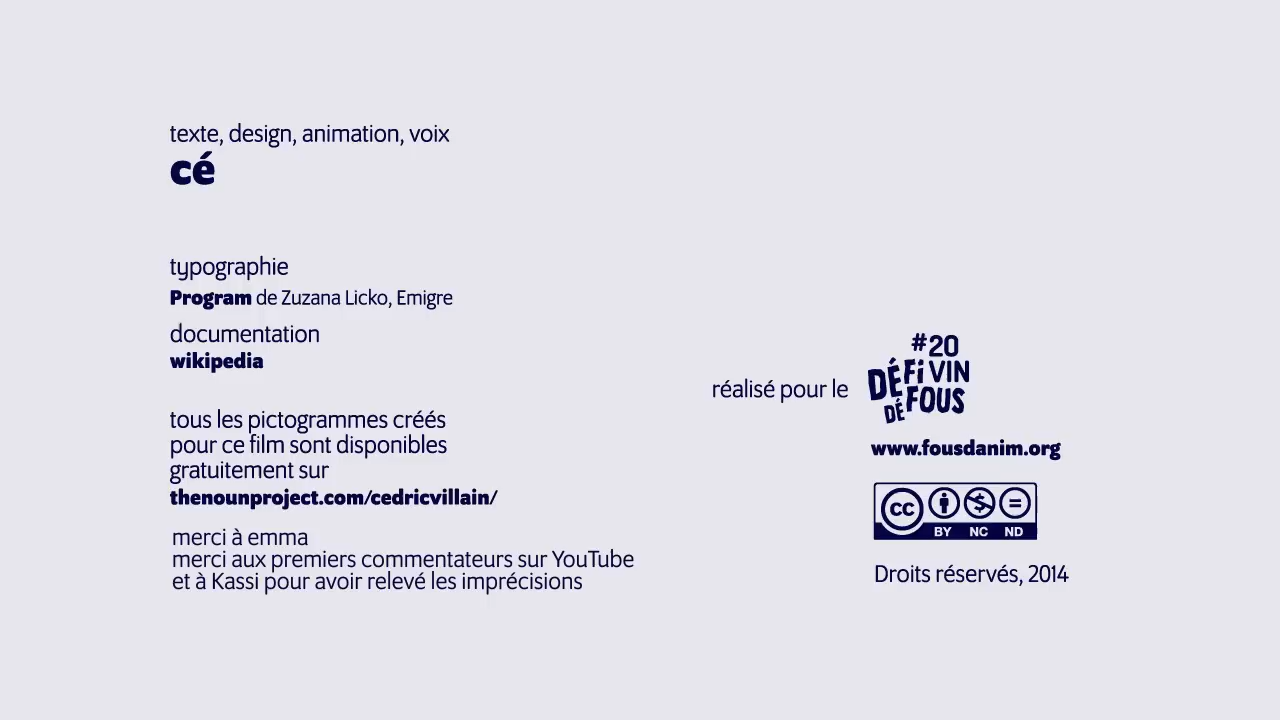 texte, design, animation, voix
cé
typographie
Program de Zuzana Licko, Emigre
documentation
wikipedia
tous les pictogrammes créés
pour ce film sont disponibles
gratuitement sur
thenounproject.com/cedricvillain/
merci à emma
merci aux premiers commentateurs sur YouTube
et à Kassi pour avoir relevé les imprécisions
réalisé pour le
#20
DÉFi VIN
DÉ FOUS
www.fousdanim.org
CC
BY NC ND
Droits réservés, 2014